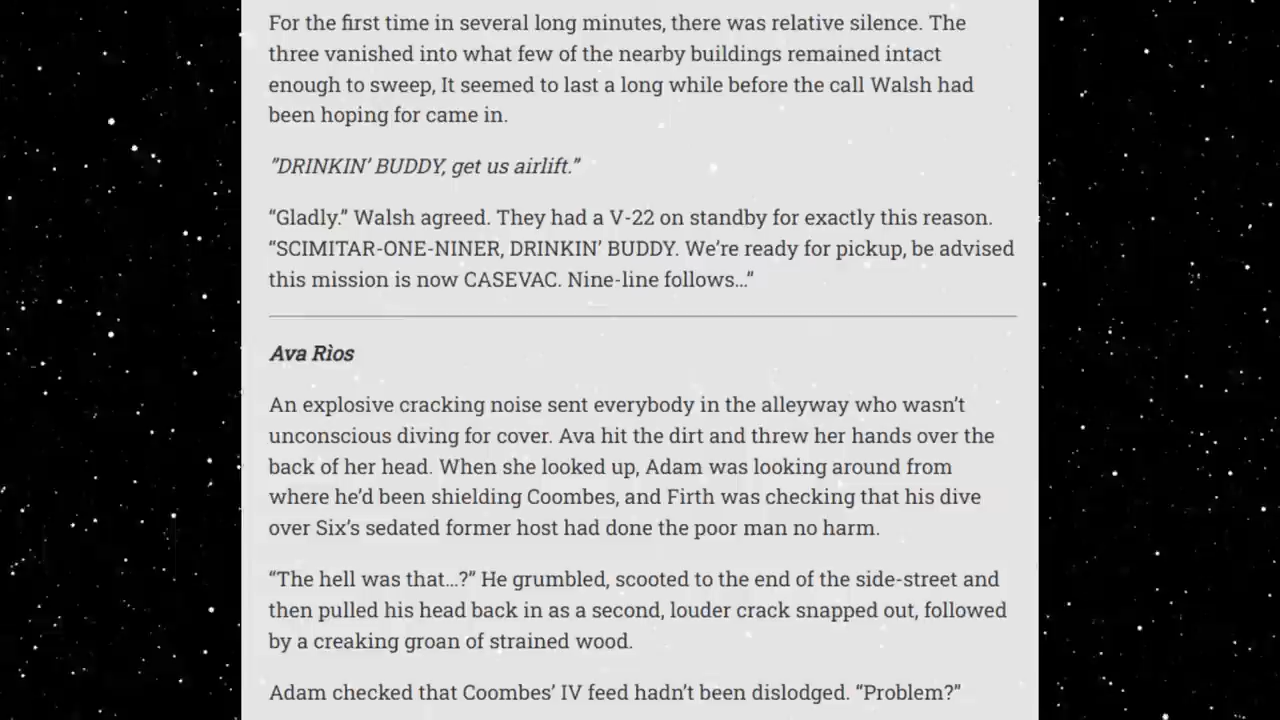 For the first time in several long minutes, there was relative silence. The
three vanished into what few of the nearby buildings remained intact
enough to sweep, It seemed to last a long while before the call Walsh had
been hoping for came in.
”DRINKIN’ BUDDY, get us airlift.”
“Gladly.” Walsh agreed. They had a V-22 on standby for exactly this reason.
“SCIMITAR-ONE-NINER, DRINKIN’ BUDDY. We’re ready for pickup, be advised
this mission is now CASEVAC. Nine-line follows…”
Ava Rìos
An explosive cracking noise sent everybody in the alleyway who wasn’t
unconscious diving for cover. Ava hit the dirt and threw her hands over the
back of her head. When she looked up, Adam was looking around from
where he’d been shielding Coombes, and Firth was checking that his dive
over Six’s sedated former host had done the poor man no harm.
“The hell was that…?” He grumbled, scooted to the end of the side-street and
then pulled his head back in as a second, louder crack snapped out, followed
by a creaking groan of strained wood.
Adam checked that Coombes’ IV feed hadn’t been dislodged. “Problem?”